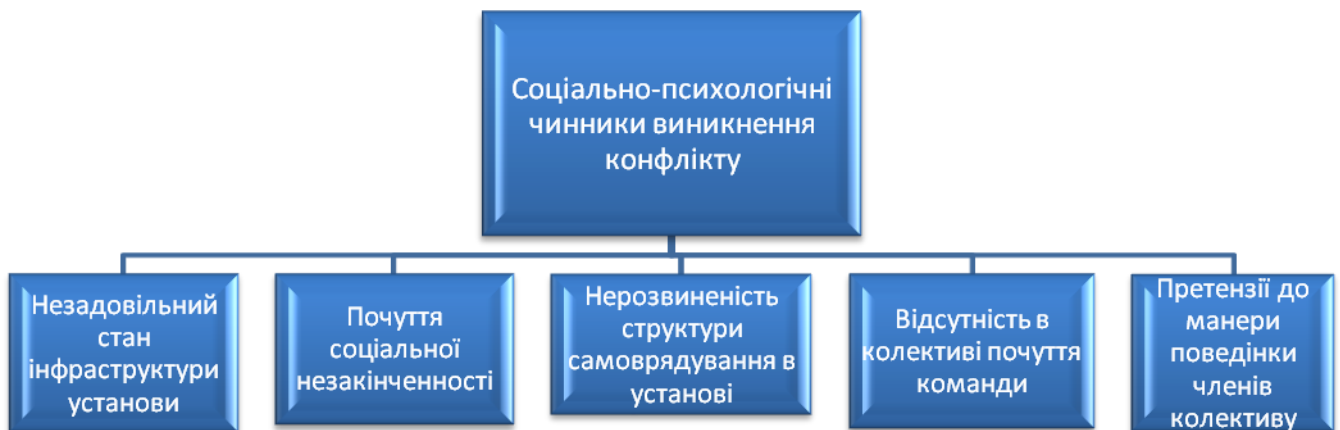 Соціально-психологічні
чинники виникнення
конфлікту
Незадовільний
стан
інфраструктури
установи
Почуття
соціальної
незакінченності
Нерозвиненість
структури
самоврядування в
установі
Відсутність в
колективі почуття
команди
Претензії до
манери
поведінки
членів
колективу